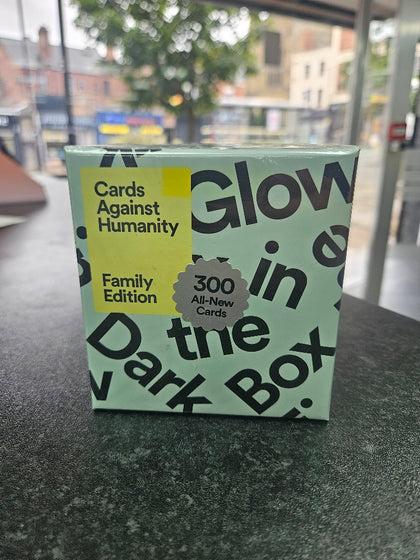 Cards
Against
Humanity
Family
Edition
300
All-New
Cards
Glow
in
the
Dark
Box